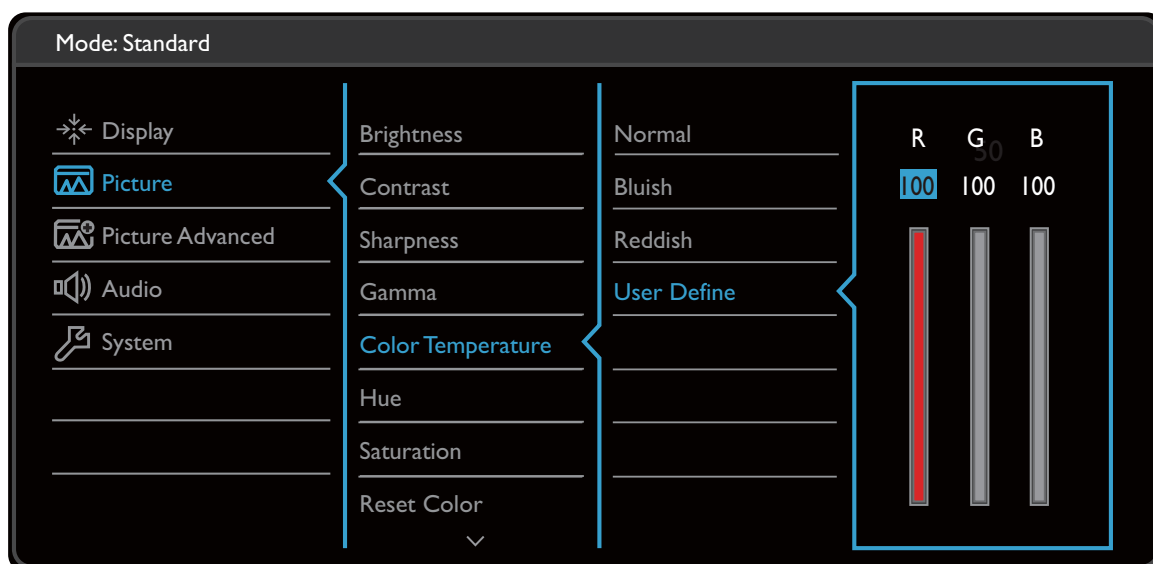 Mode: Standard
Display
Picture
Picture Advanced
Audio
System
Brightness
Contrast
Sharpness
Gamma
Color Temperature
Hue
Saturation
Reset Color
Normal
Bluish
Reddish
User Define
R G B
50
100 100 100